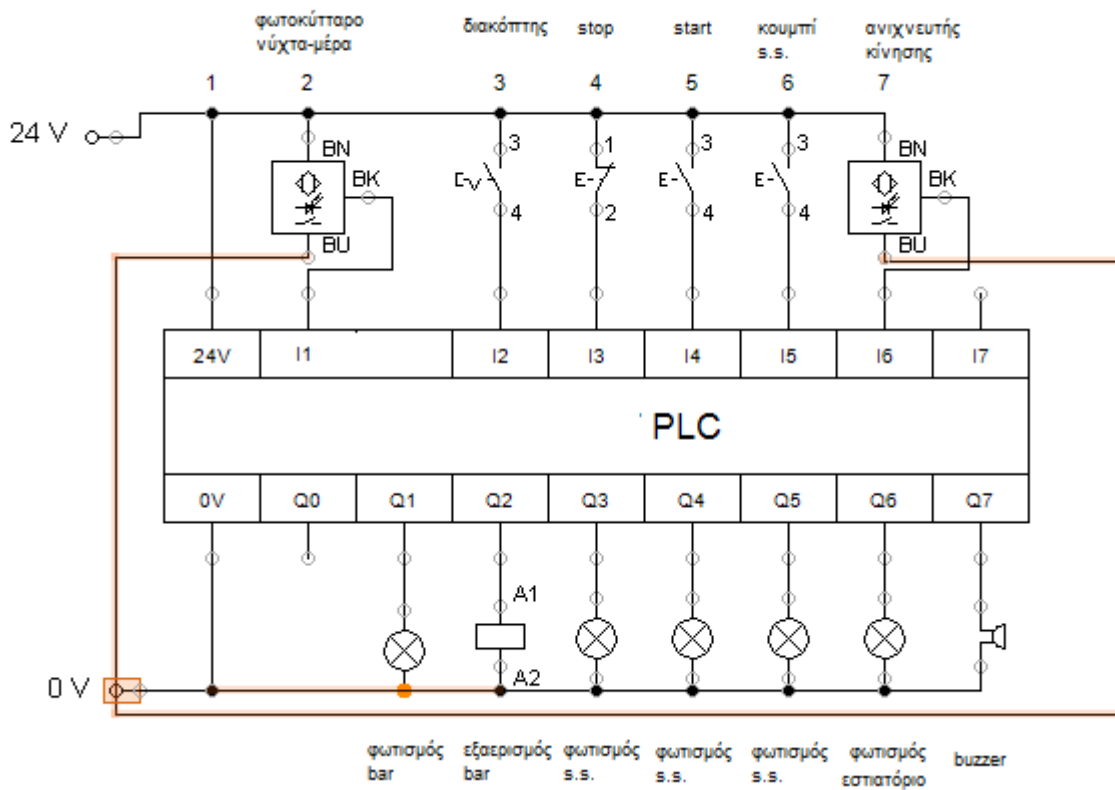 φωτοκύτταρο
νύχτα-μέρα
διακόπτης
stop
start
κουμπί
s.s.
ανιχνευτής
κίνησης
1 2 3 4 5 6 7
24 V
BN 3 1 3 3 BN
BK BK
E E E E
4 2 4 4
BU BU
24V I1 I2 I3 I4 I5 I6 I7
PLC
0V Q0 Q1 Q2 Q3 Q4 Q5 Q6 Q7
A1
0 V
A2
φωτισμός
bar
εξαερισμός
bar
φωτισμός
s.s.
φωτισμός
s.s.
φωτισμός
s.s.
φωτισμός
εστιατόριο
buzzer